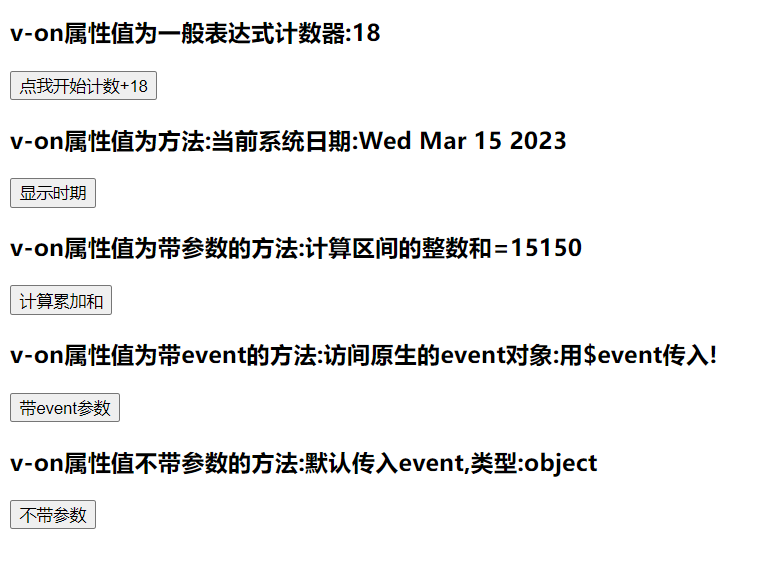 v-on属性值为一般表达式计数器:18
点我开始计数+18
v-on属性值为方法:当前系统日期:Wed Mar 15 2023
显示时期
v-on属性值为带参数的方法:计算区间的整数和=15150
计算累加和
v-on属性值为带event的方法:访间原生的event对象:用$event传入!
带event参数
v-on属性值不带参数的方法:默认传入event,类型:object
不带参数